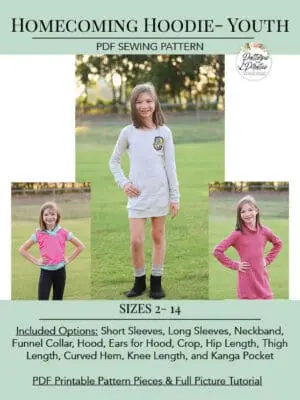 Homecoming Hoodie- Youth
PDF SEWING PATTERN
Patterns
4 Pirates
SIZES 2- 14
Included Options: Short Sleeves, Long Sleeves, Neckband,
Funnel Collar, Hood, Ears for Hood, Crop, Hip Length, Thigh
Length, Curved Hem, Knee Length, and Kanga Pocket
PDF Printable Pattern Pieces & Full Picture Tutorial